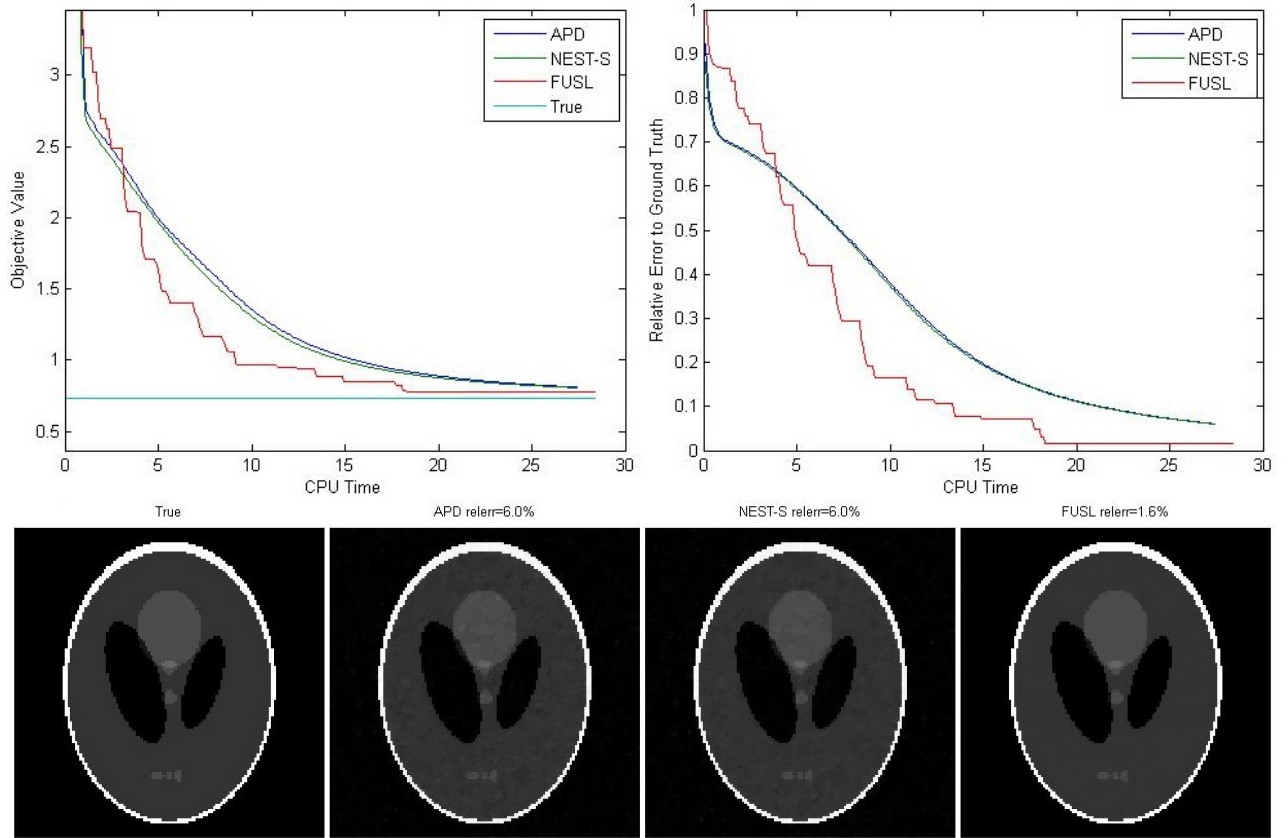 APD
NEST-S
FUSL
True
3
2.5
2
1.5
1
0.5
Objective Value
0 5 10 15 20 25 30
CPU Time
APD
NEST-S
FUSL
1
0.9
0.8
0.7
0.6
0.5
0.4
0.3
0.2
0.1
0
Relative Error to Ground Truth
0 5 10 15 20 25 30
CPU Time
True
APD relerr=6.0%
NEST-S relerr=6.0%
FUSL relerr=1.6%